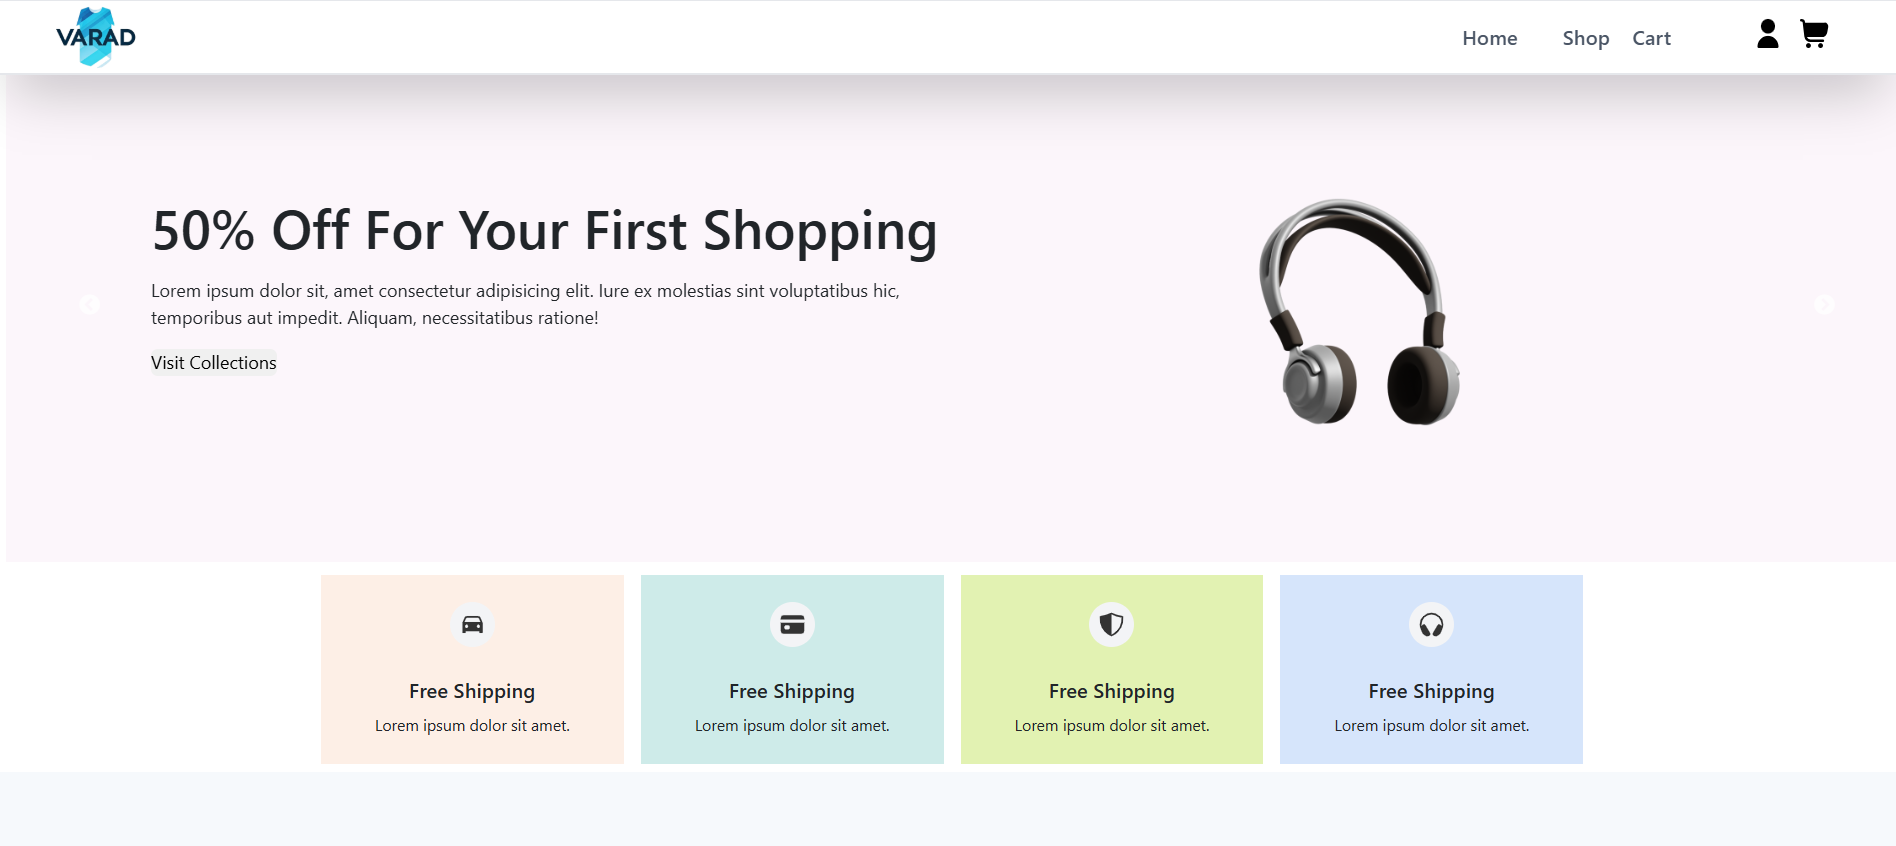 VARAD
Home Shop Cart
50% Off For Your First Shopping
Lorem ipsum dolor sit, amet consectetur adipisicing elit. Iure ex molestias sint voluptatibus hic,
temporibus aut impedit. Aliquam, necessitatibus ratione!
Visit Collections
Free Shipping
Lorem ipsum dolor sit amet.
Free Shipping
Lorem ipsum dolor sit amet.
Free Shipping
Lorem ipsum dolor sit amet.
Free Shipping
Lorem ipsum dolor sit amet.